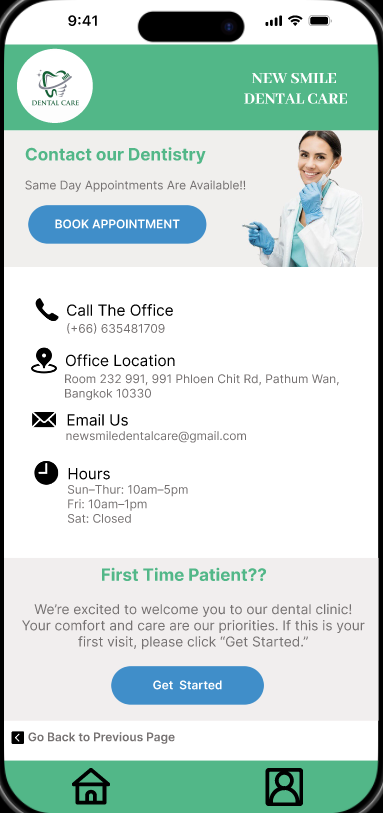 9:41
DENTAL CARE
NEW SMILE
DENTAL CARE
Contact our Dentistry
Same Day Appointments Are Available!!
BOOK APPOINTMENT
Call The Office
(+66) 635481709
Office Location
Room 232 991, 991 Phloen Chit Rd, Pathum Wan,
Bangkok 10330
Email Us
newsmiledentalcare@gmail.com
Hours
Sun–Thur: 10am–5pm
Fri: 10am–1pm
Sat: Closed
First Time Patient??
We’re excited to welcome you to our dental clinic!
Your comfort and care are our priorities. If this is your
first visit, please click “Get Started.”
Get Started
Go Back to Previous Page